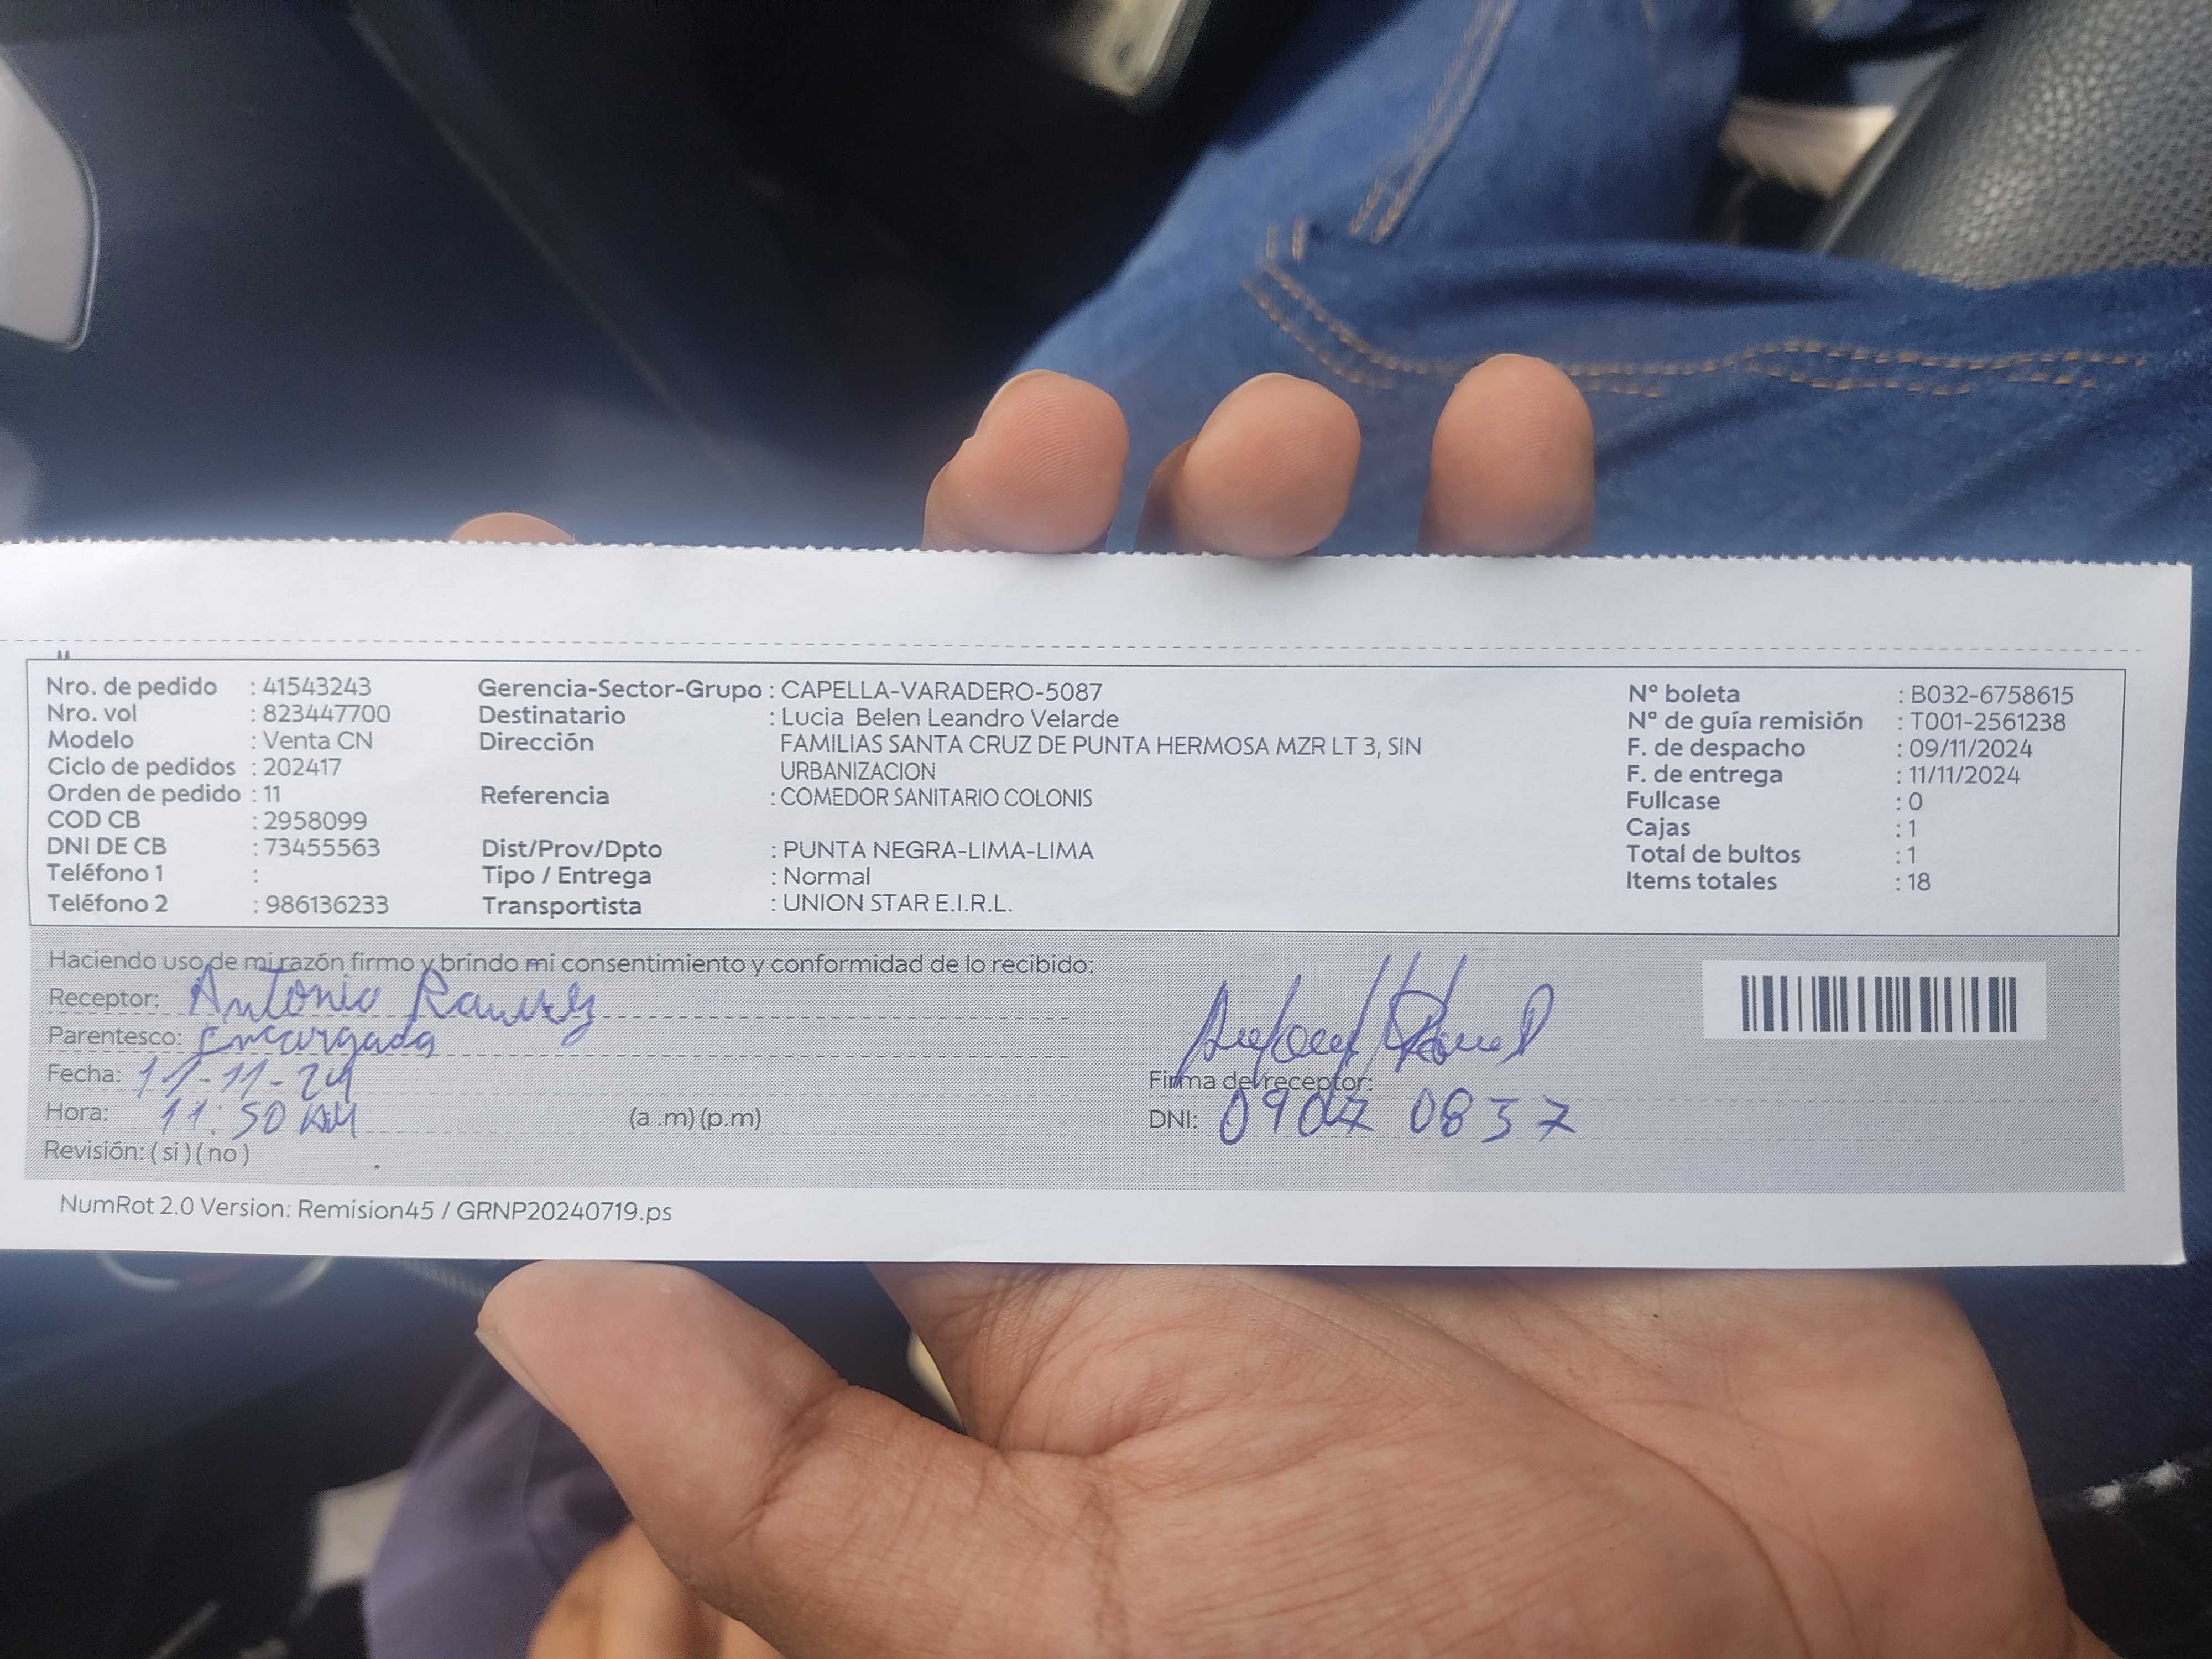 Nro. de pedido : 41543243
Nro. vol : 823447700
Modelo : Venta CN
Ciclo de pedidos : 202417
Orden de pedido : 11
COD CB : 2958099
DNI DE CB : 73455563
Teléfono 1 :
Teléfono 2 : 986136233
Gerencia-Sector-Grupo : CAPELLA-VARADERO-5087
Destinatario : Lucia Belen Leandro Velarde
Dirección FAMILIAS SANTA CRUZ DE PUNTA HERMOSA MZR LT 3, SIN
URBANIZACION
Referencia : COMEDOR SANITARIO COLONIS
Dist/Prov/Dpto : PUNTA NEGRA-LIMA-LIMA
Tipo / Entrega : Normal
Transportista : UNION STAR E.I.R.L.
N° boleta : B032-6758615
N° de guía remisión : T001-2561238
F. de despacho : 09/11/2024
F. de entrega : 11/11/2024
Fullcase : 0
Cajas : 1
Total de bultos : 1
Items totales : 18
Haciendo uso de mi razón firmo y brindo mi consentimiento y conformidad de lo recibido:
Receptor: Antonio Ramirez
Parentesco: Encargada
Fecha: 11-11-24
Hora: 11:50 AM (a .m) (p.m)
Revisión: ( si ) ( no )
Firma del receptor:
DNI: 0907 0837
NumRot 2.0 Version: Remision45 / GRNP20240719.ps